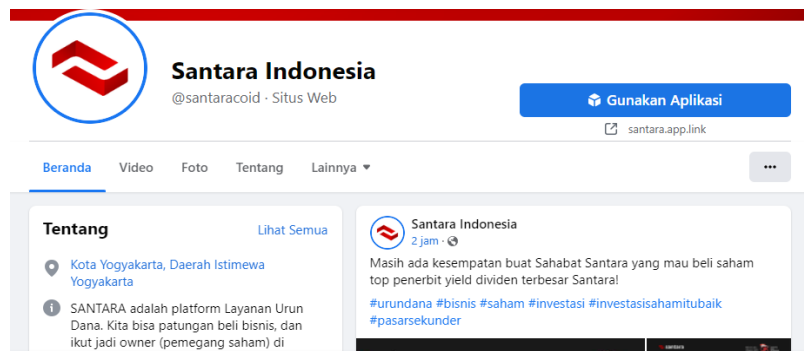 Santara Indonesia
@santaracoid · Situs Web
Gunakan Aplikasi
santara.app.link
Beranda Video Foto Tentang Lainnya
Tentang Lihat Semua
Kota Yogyakarta, Daerah Istimewa
Yogyakarta
SANTARA adalah platform Layanan Urun
Dana. Kita bisa patungan beli bisnis, dan
ikut jadi owner (pemegang saham) di
Santara Indonesia
2 jam ·
Masih ada kesempatan buat Sahabat Santara yang mau beli saham
top penerbit yield dividen terbesar Santara!
#urundana #bisnis #saham #investasi #investasisahamitubaik
#pasarsekunder
santara